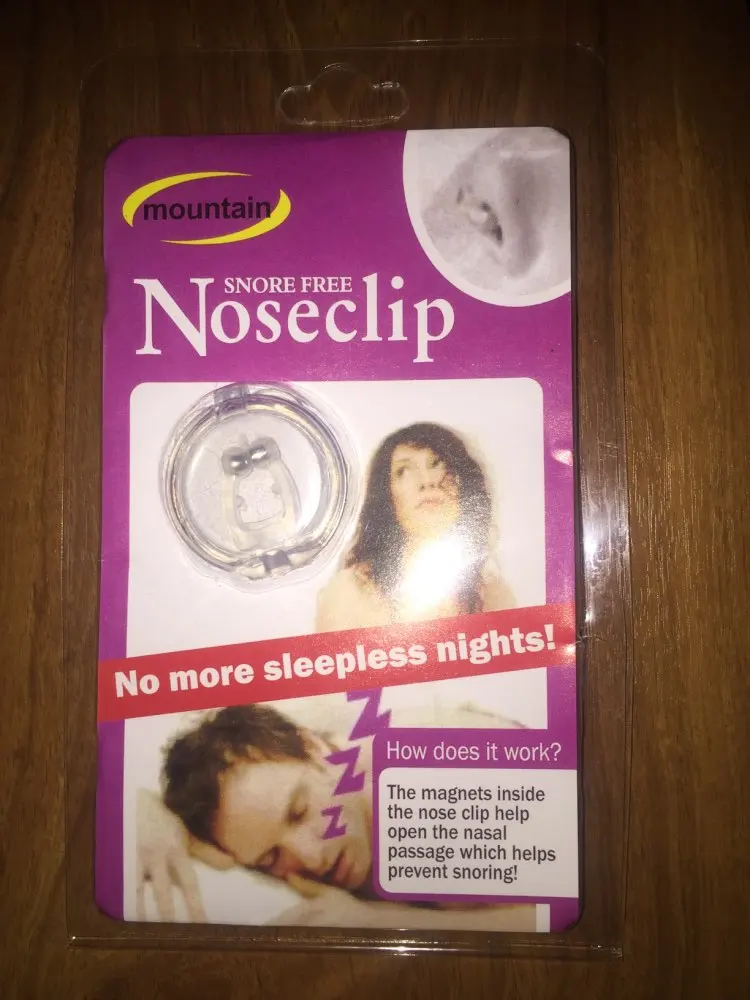 mountain
SNORE FREE
Noseclip
No more sleepless nights!
Z
Z
Z
How does it work?
The magnets inside
the nose clip help
open the nasal
passage which helps
prevent snoring!